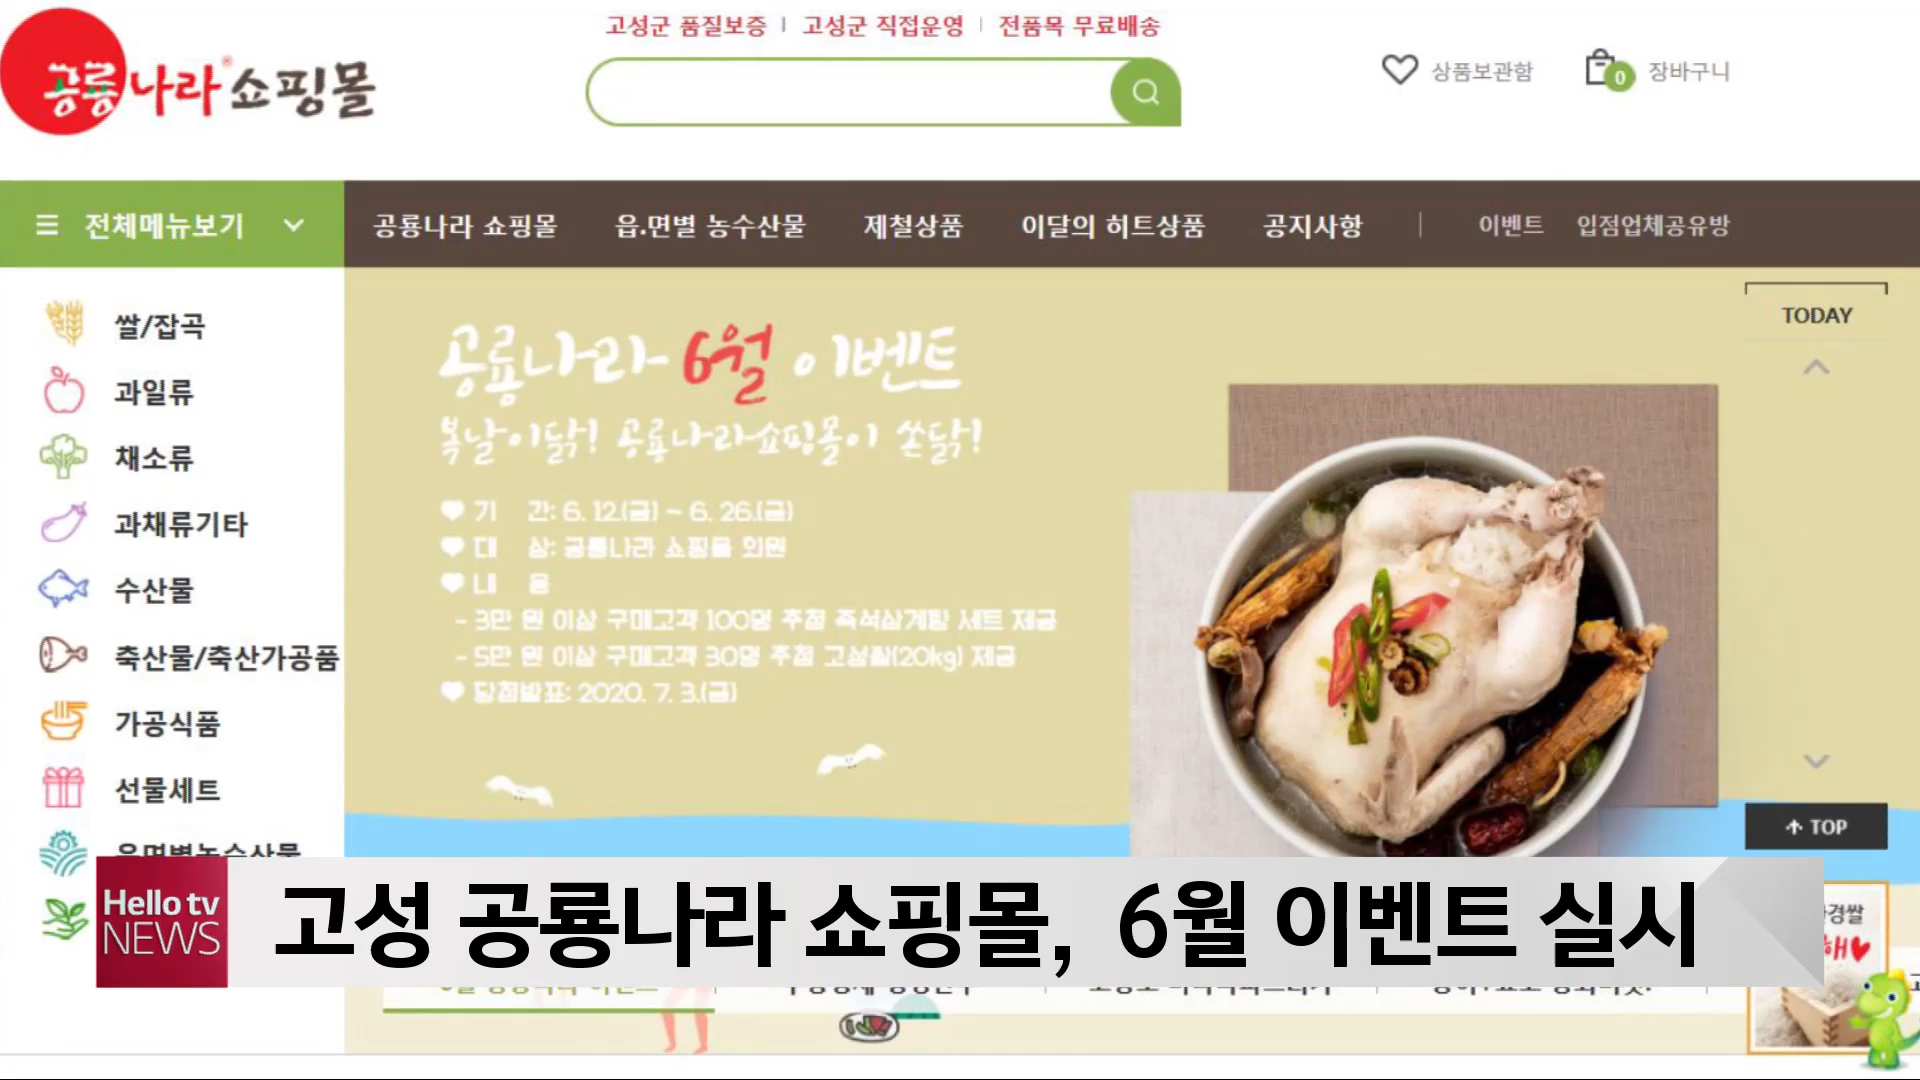 고성군 품질보증 | 고성군 직접운영 | 전품목 무료배송
공룡나라® 쇼핑몰
상품보관함
0 장바구니
전체메뉴보기
공룡나라 쇼핑몰 읍.면별 농수산물 제철상품 이달의 히트상품 공지사항 | 이벤트 입점업체공유방
쌀/잡곡
과일류
채소류
과채류기타
수산물
축산물/축산가공품
가공식품
선물세트
읍면별농수산물
공룡나라 6월 이벤트
복날이닭! 공룡나라쇼핑몰이 쏜닭!
기 간: 6. 12.(금) ~ 6. 26.(금)
대 상: 공룡나라 쇼핑몰 회원
내 용
- 3만 원 이상 구매고객 100명 추첨 즉석삼계탕 세트 제공
- 5만 원 이상 구매고객 30명 추첨 고성쌀(20kg) 제공
당첨발표: 2020. 7. 3.(금)
TODAY
TOP
Hello tv
NEWS
고성 공룡나라 쇼핑몰, 6월 이벤트 실시